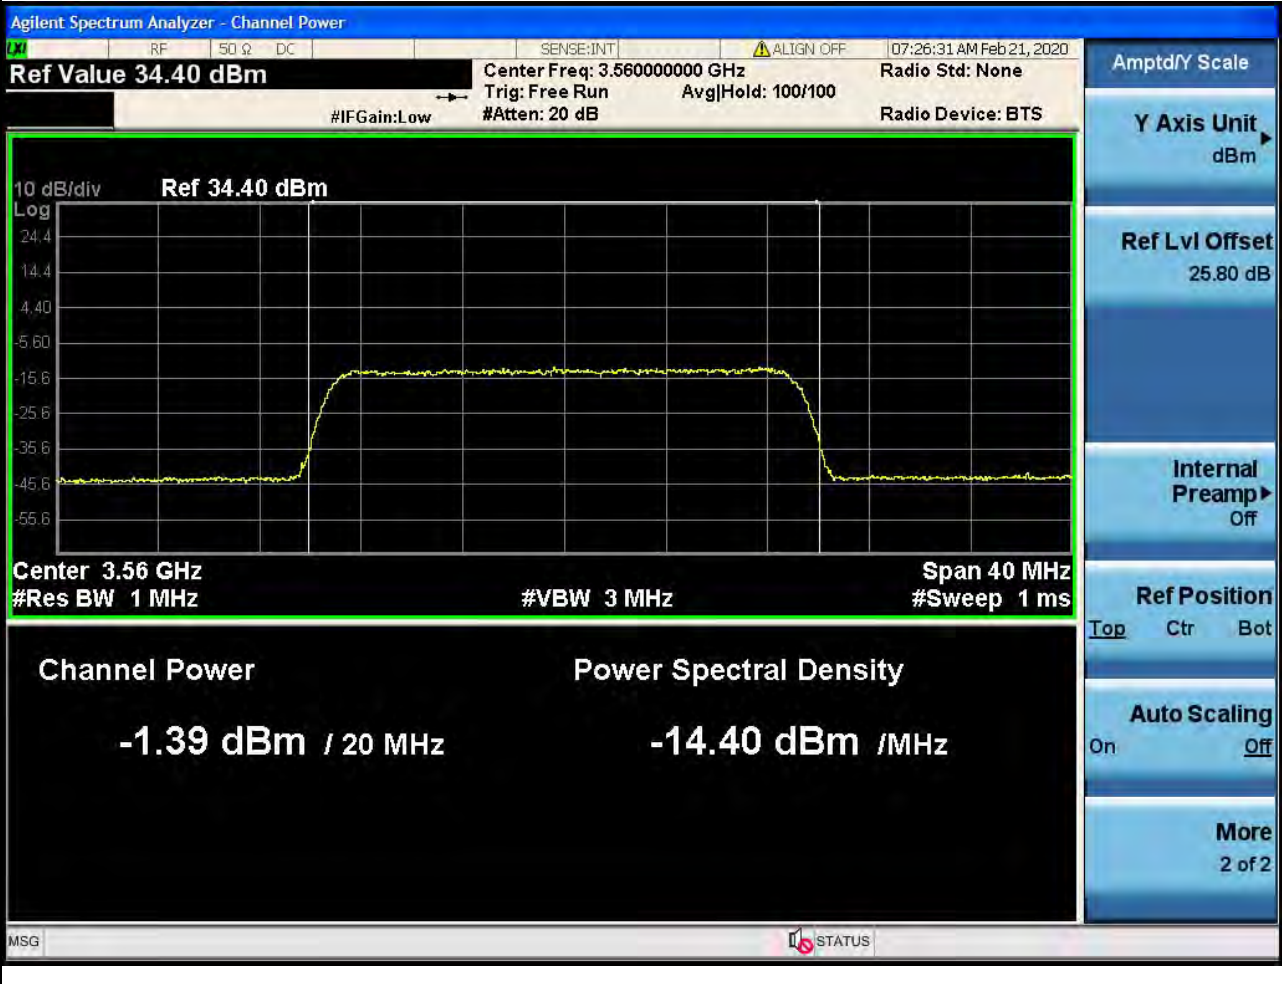 Agilent Spectrum Analyzer - Channel Power
LXI RF 50 Ω DC SENSE:INT ALIGN OFF 07:26:31 AM Feb 21, 2020
Ref Value 34.40 dBm
Center Freq: 3.560000000 GHz
Radio Std: None
Trig: Free Run Avg|Hold: 100/100
#IFGain:Low #Atten: 20 dB
Radio Device: BTS
10 dB/div Ref 34.40 dBm
Log
24.4
14.4
4.40
-5.60
-15.6
-25.6
-35.6
-45.6
-55.6
Center 3.56 GHz Span 40 MHz
#Res BW 1 MHz #VBW 3 MHz #Sweep 1 ms
Channel Power
Power Spectral Density
-1.39 dBm / 20 MHz
-14.40 dBm /MHz
Amptd/Y Scale
Y Axis Unit
dBm
Ref Lvl Offset
25.80 dB
Internal
Preamp
Off
Ref Position
Top Ctr Bot
Auto Scaling
On Off
More
2 of 2
MSG STATUS